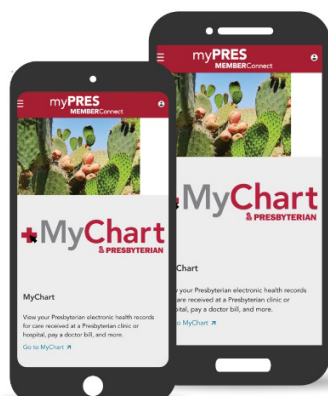 myPRES
MEMBERConnect
MyChart
PRESBYTERIAN
MyChart
View your Presbyterian electronic health records
for care received at a Presbyterian clinic or
hospital, pay a doctor bill, and more.
Go to MyChart
myPRES
MEMBERConnect
MyChart
PRESBYTERIAN
Chart
your Presbyterian electronic health records
care received at a Presbyterian clinic or
pital, pay a doctor bill, and more.
to MyChart